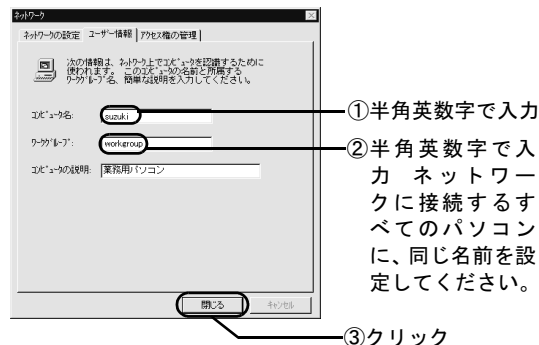 ネットワーク
ネットワークの設定 ユーザー情報 アクセス権の管理
次の情報は、ネットワーク上でコンピュータを認識するために
使われます。 このコンピュータの名前と所属する
ワークグループ名、簡単な説明を入力してください。
コンピュータ名: suzuki
ワークグループ: workgroup
コンピュータの説明: 業務用パソコン
閉じる キャンセル
①半角英数字で入力
②半角英数字で入
力 ネットワー
クに接続するす
べてのパソコン
に、同じ名前を設
定してください。
③クリック